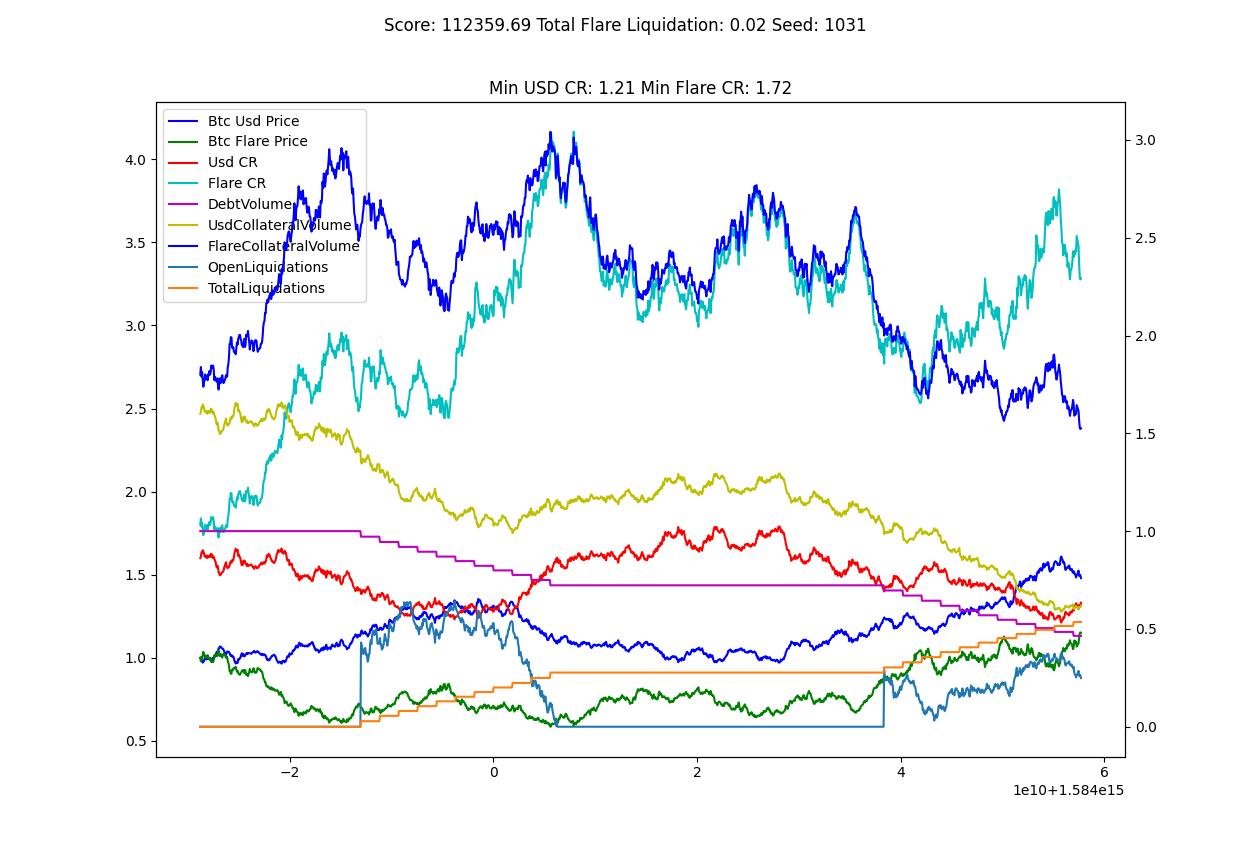 Score: 112359.69 Total Flare Liquidation: 0.02 Seed: 1031
Min USD CR: 1.21 Min Flare CR: 1.72
Btc Usd Price
Btc Flare Price
Usd CR
Flare CR
DebtVolume
UsdCollateralVolume
FlareCollateralVolume
OpenLiquidations
TotalLiquidations
4.0
3.5
3.0
2.5
2.0
1.5
1.0
0.5
3.0
2.5
2.0
1.5
1.0
0.5
0.0
−2 0 2 4 6
1e10+1.584e15